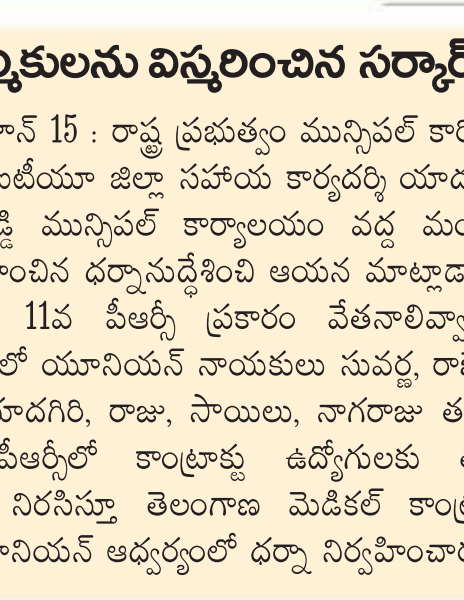 ర్మికులను విస్మరించిన సర్కార్
జూన్ 15 : రాష్ట్ర ప్రభుత్వం మున్సిపల్ కార్మి
ఐటీయూ జిల్లా సహాయ కార్యదర్శి యాద
డ్డి మున్సిపల్ కార్యాలయం వద్ద మం
హించిన ధర్నానుద్దేశించి ఆయన మాట్లాడా
11వ పీఆర్సీ ప్రకారం వేతనాలివ్వా
లో యూనియన్ నాయకులు సువర్ణ, రాజ
యాదగిరి, రాజు, సాయిలు, నాగరాజు త
పీఆర్సీలో కాంట్రాక్టు ఉద్యోగులకు
నిరసిస్తూ తెలంగాణ మెడికల్ కాంట్ర
యూనియన్ ఆధ్వర్యంలో ధర్నా నిర్వహించారు